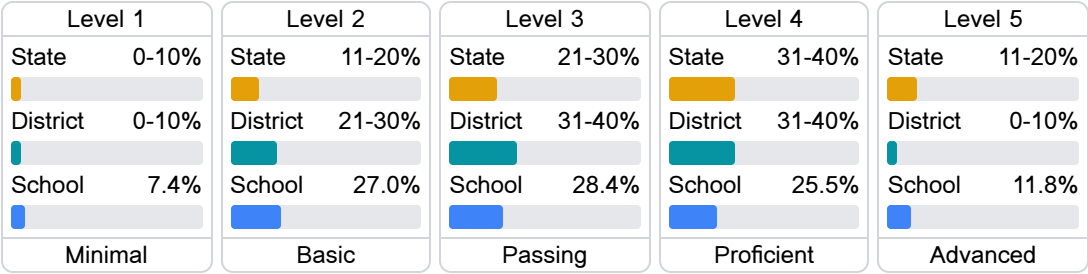 Level 1
State 0-10%
District 0-10%
School 7.4%
Minimal
Level 2
State 11-20%
District 21-30%
School 27.0%
Basic
Level 3
State 21-30%
District 31-40%
School 28.4%
Passing
Level 4
State 31-40%
District 31-40%
School 25.5%
Proficient
Level 5
State 11-20%
District 0-10%
School 11.8%
Advanced